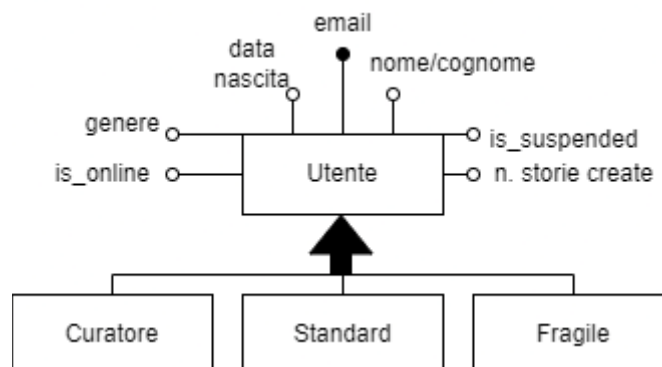 email
data
nascita
nome/cognome
genere
is_suspended
is_online
Utente
n. storie create
Curatore
Standard
Fragile